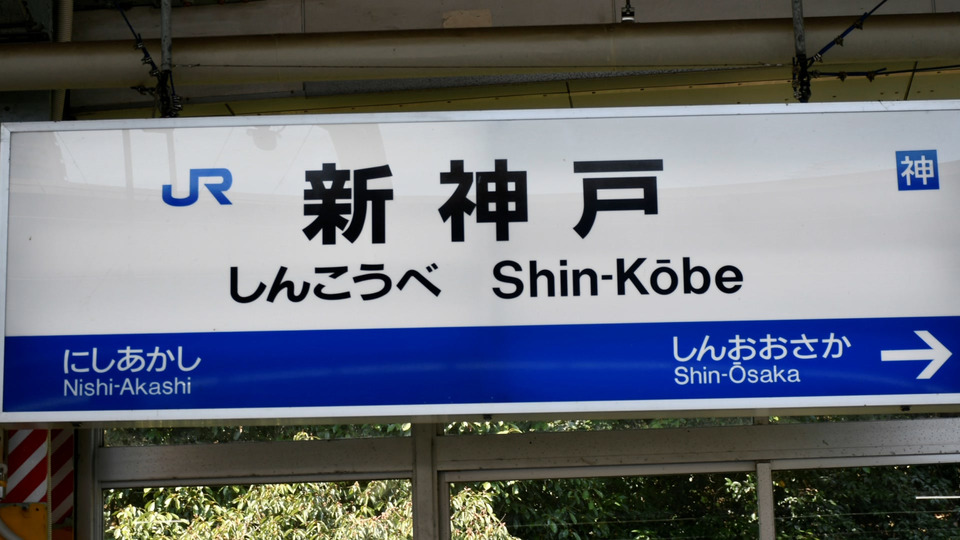 JR 新神戸 神
しんこうべ Shin-Kōbe
にしあかし しんおおさか →
Nishi-Akashi Shin-Ōsaka